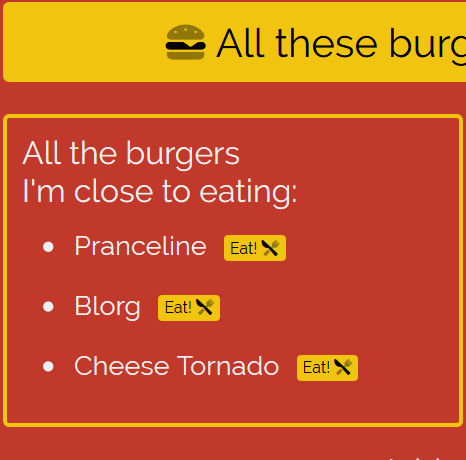 All these burg
All the burgers
I'm close to eating:
Pranceline Eat!
Blorg Eat!
Cheese Tornado Eat!